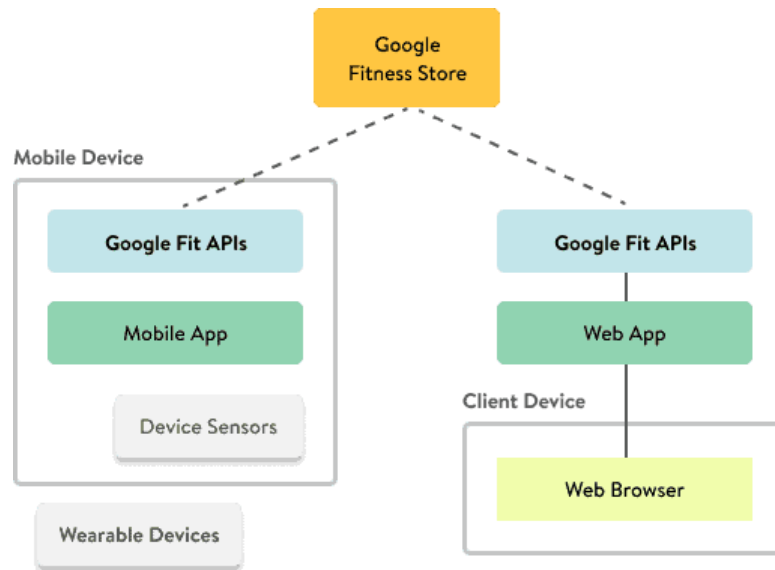 Google
Fitness Store
Mobile Device
Google Fit APIs
Google Fit APIs
Mobile App
Web App
Device Sensors
Client Device
Web Browser
Wearable Devices